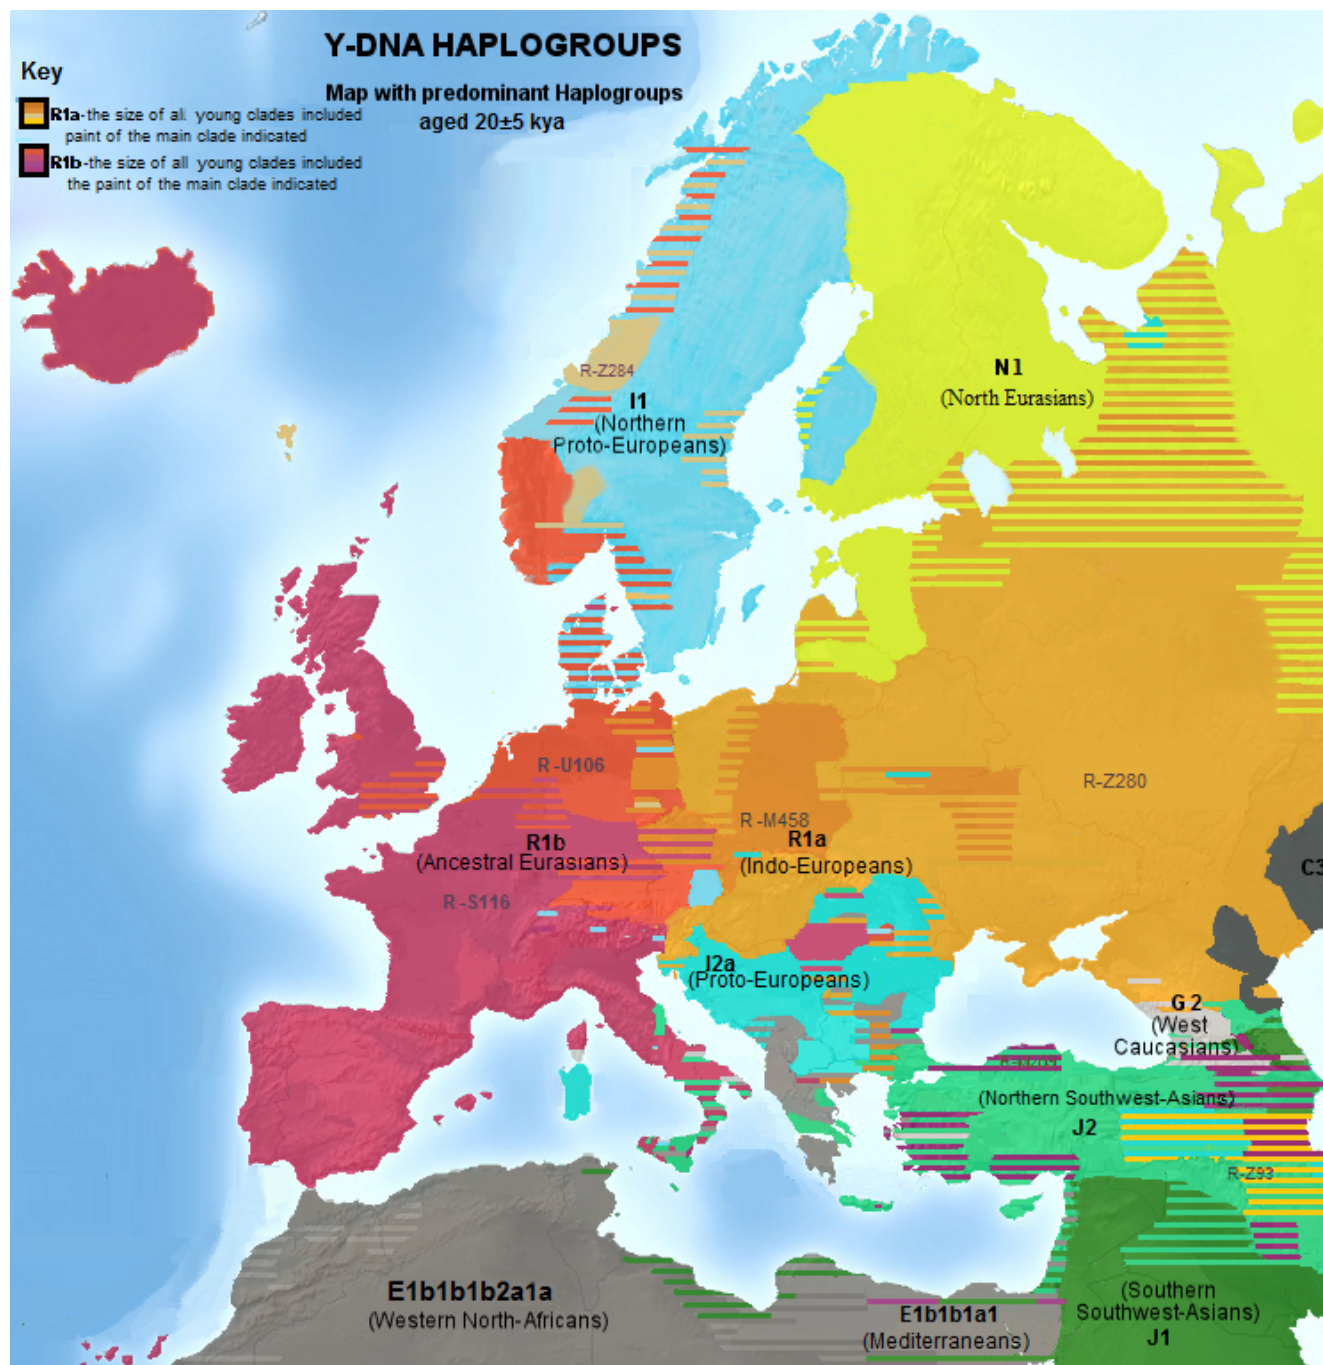 Y-DNA HAPLOGROUPS
Map with predominant Haplogroups
aged 20±5 kya
Key
R1a-the size of all young clades included
paint of the main clade indicated
R1b-the size of all young clades included
the paint of the main clade indicated
R-Z284
I1
(Northern
Proto-Europeans)
N1
(North Eurasians)
R-U106
R-Z280
R-M458
R1b
(Ancestral Eurasians)
R1a
(Indo-Europeans)
C3
R-S116
I2a
(Proto-Europeans)
G2
(West
Caucasians)
(Northern Southwest-Asians)
J2
R-Z93
E1b1b1b2a1a
(Western North-Africans)
E1b1b1a1
(Mediterraneans)
(Southern
Southwest-Asians)
J1